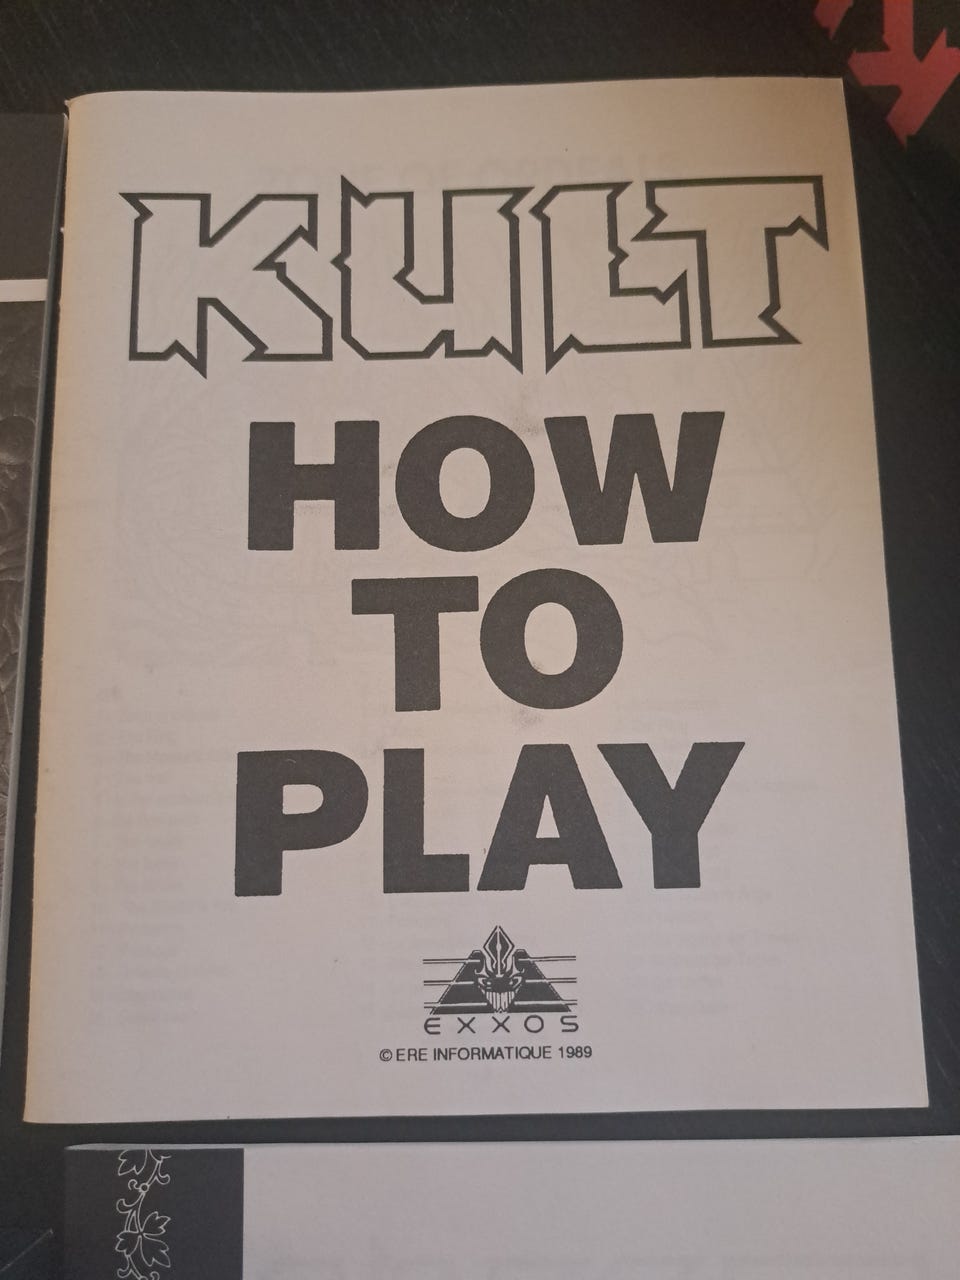 KULT
HOW
TO
PLAY
EXXOS
© ERE INFORMATIQUE 1989